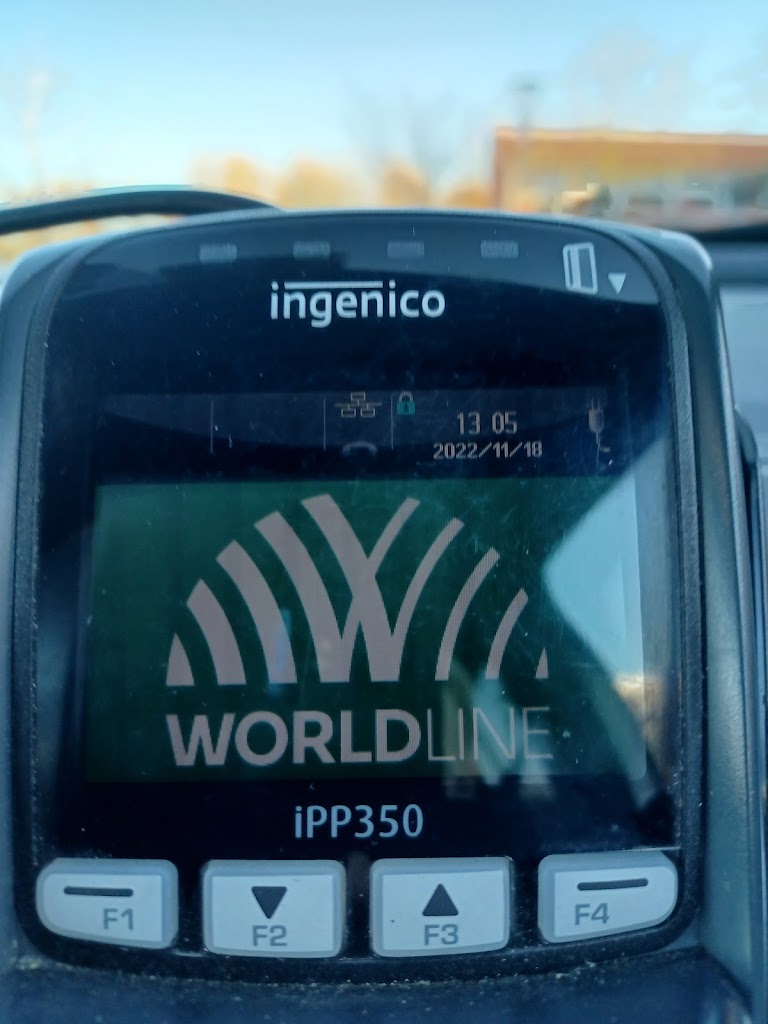 ingenico
13 05
2022/11/18
WORLDLINE
iPP350
F1
F2
F3
F4